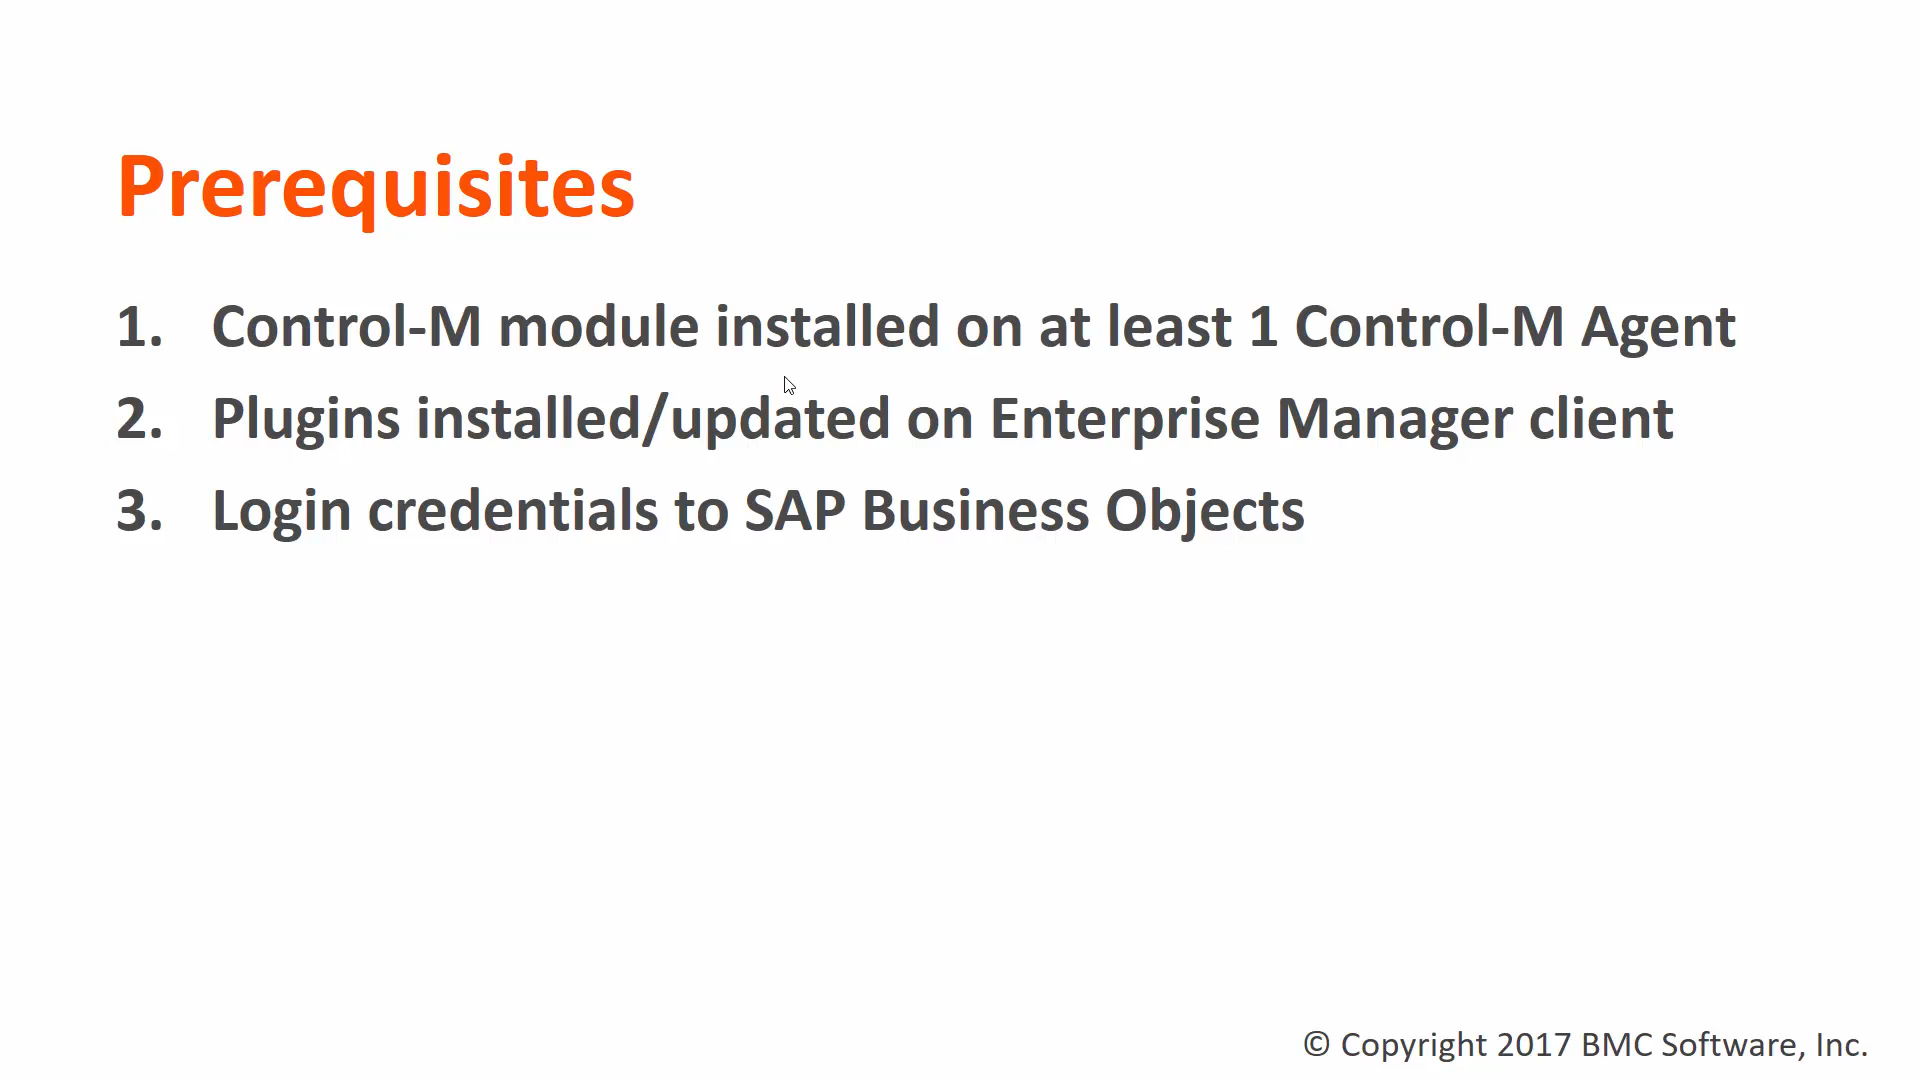 Prerequisites
1. Control-M module installed on at least 1 Control-M Agent
2. Plugins installed/updated on Enterprise Manager client
3. Login credentials to SAP Business Objects
© Copyright 2017 BMC Software, Inc.